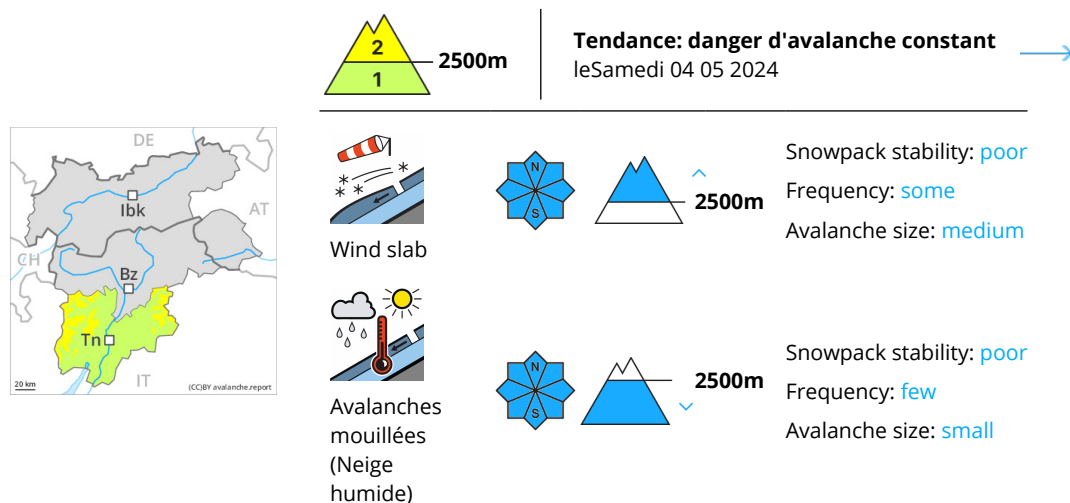 2
1
2500m
Tendance: danger d'avalanche constant
leSamedi 04 05 2024
DE
AT
CH
IT
Ibk
Bz
Tn
20 km
(CC)BY avalanche.report
Wind slab
N
S
2500m
Snowpack stability: poor
Frequency: some
Avalanche size: medium
Avalanches
mouillées
(Neige
humide)
N
S
2500m
Snowpack stability: poor
Frequency: few
Avalanche size: small